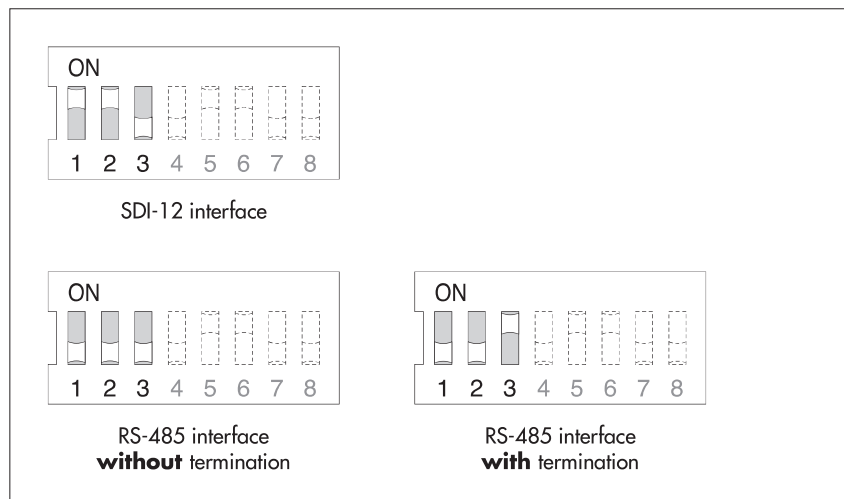 ON
1 2 3 4 5 6 7 8
SDI-12 interface
ON
1 2 3 4 5 6 7 8
RS-485 interface
without termination
ON
1 2 3 4 5 6 7 8
RS-485 interface
with termination